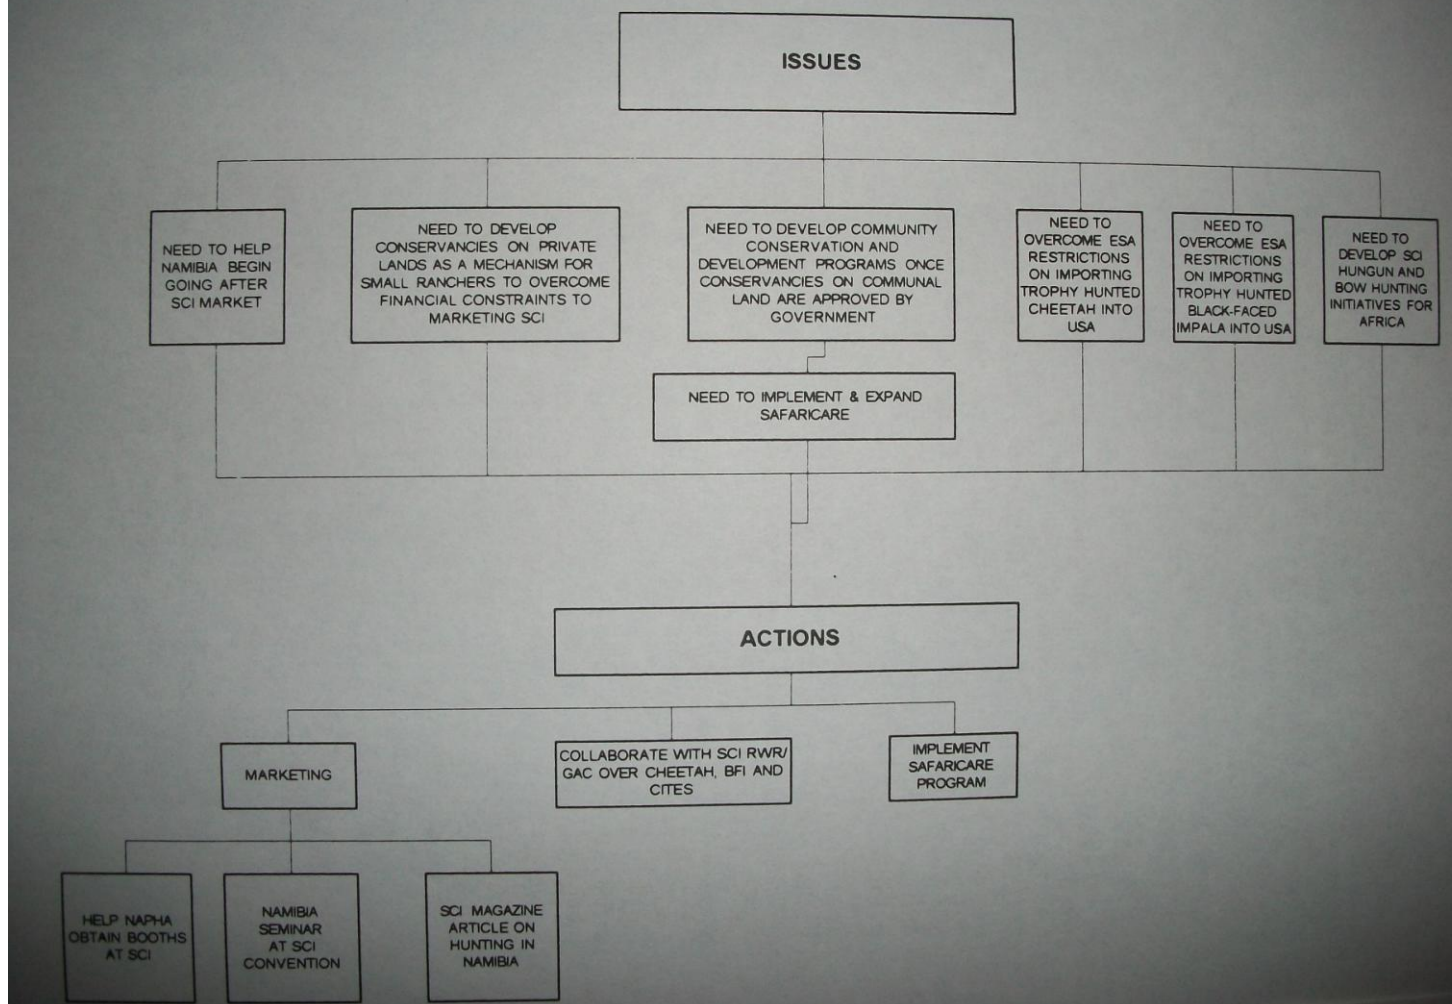 ISSUES
NEED TO HELP
NAMIBIA BEGIN
GOING AFTER
SCI MARKET
NEED TO DEVELOP
CONSERVANCIES ON PRIVATE
LANDS AS A MECHANISM FOR
SMALL RANCHERS TO OVERCOME
FINANCIAL CONSTRAINTS TO
MARKETING SCI
NEED TO DEVELOP COMMUNITY
CONSERVATION AND
DEVELOPMENT PROGRAMS ONCE
CONSERVANCIES ON COMMUNAL
LAND ARE APPROVED BY
GOVERNMENT
NEED TO
OVERCOME ESA
RESTRICTIONS
ON IMPORTING
TROPHY HUNTED
CHEETAH INTO
USA
NEED TO
OVERCOME ESA
RESTRICTIONS
ON IMPORTING
TROPHY HUNTED
BLACK-FACED
IMPALA INTO USA
NEED TO
DEVELOP SCI
HUNGUN AND
BOW HUNTING
INITIATIVES FOR
AFRICA
NEED TO IMPLEMENT & EXPAND
SAFARICARE
ACTIONS
MARKETING
COLLABORATE WITH SCI RWR/
GAC OVER CHEETAH, BFI AND
CITES
IMPLEMENT
SAFARICARE
PROGRAM
HELP NAPHA
OBTAIN BOOTHS
AT SCI
NAMIBIA
SEMINAR
AT SCI
CONVENTION
SCI MAGAZINE
ARTICLE ON
HUNTING IN
NAMIBIA